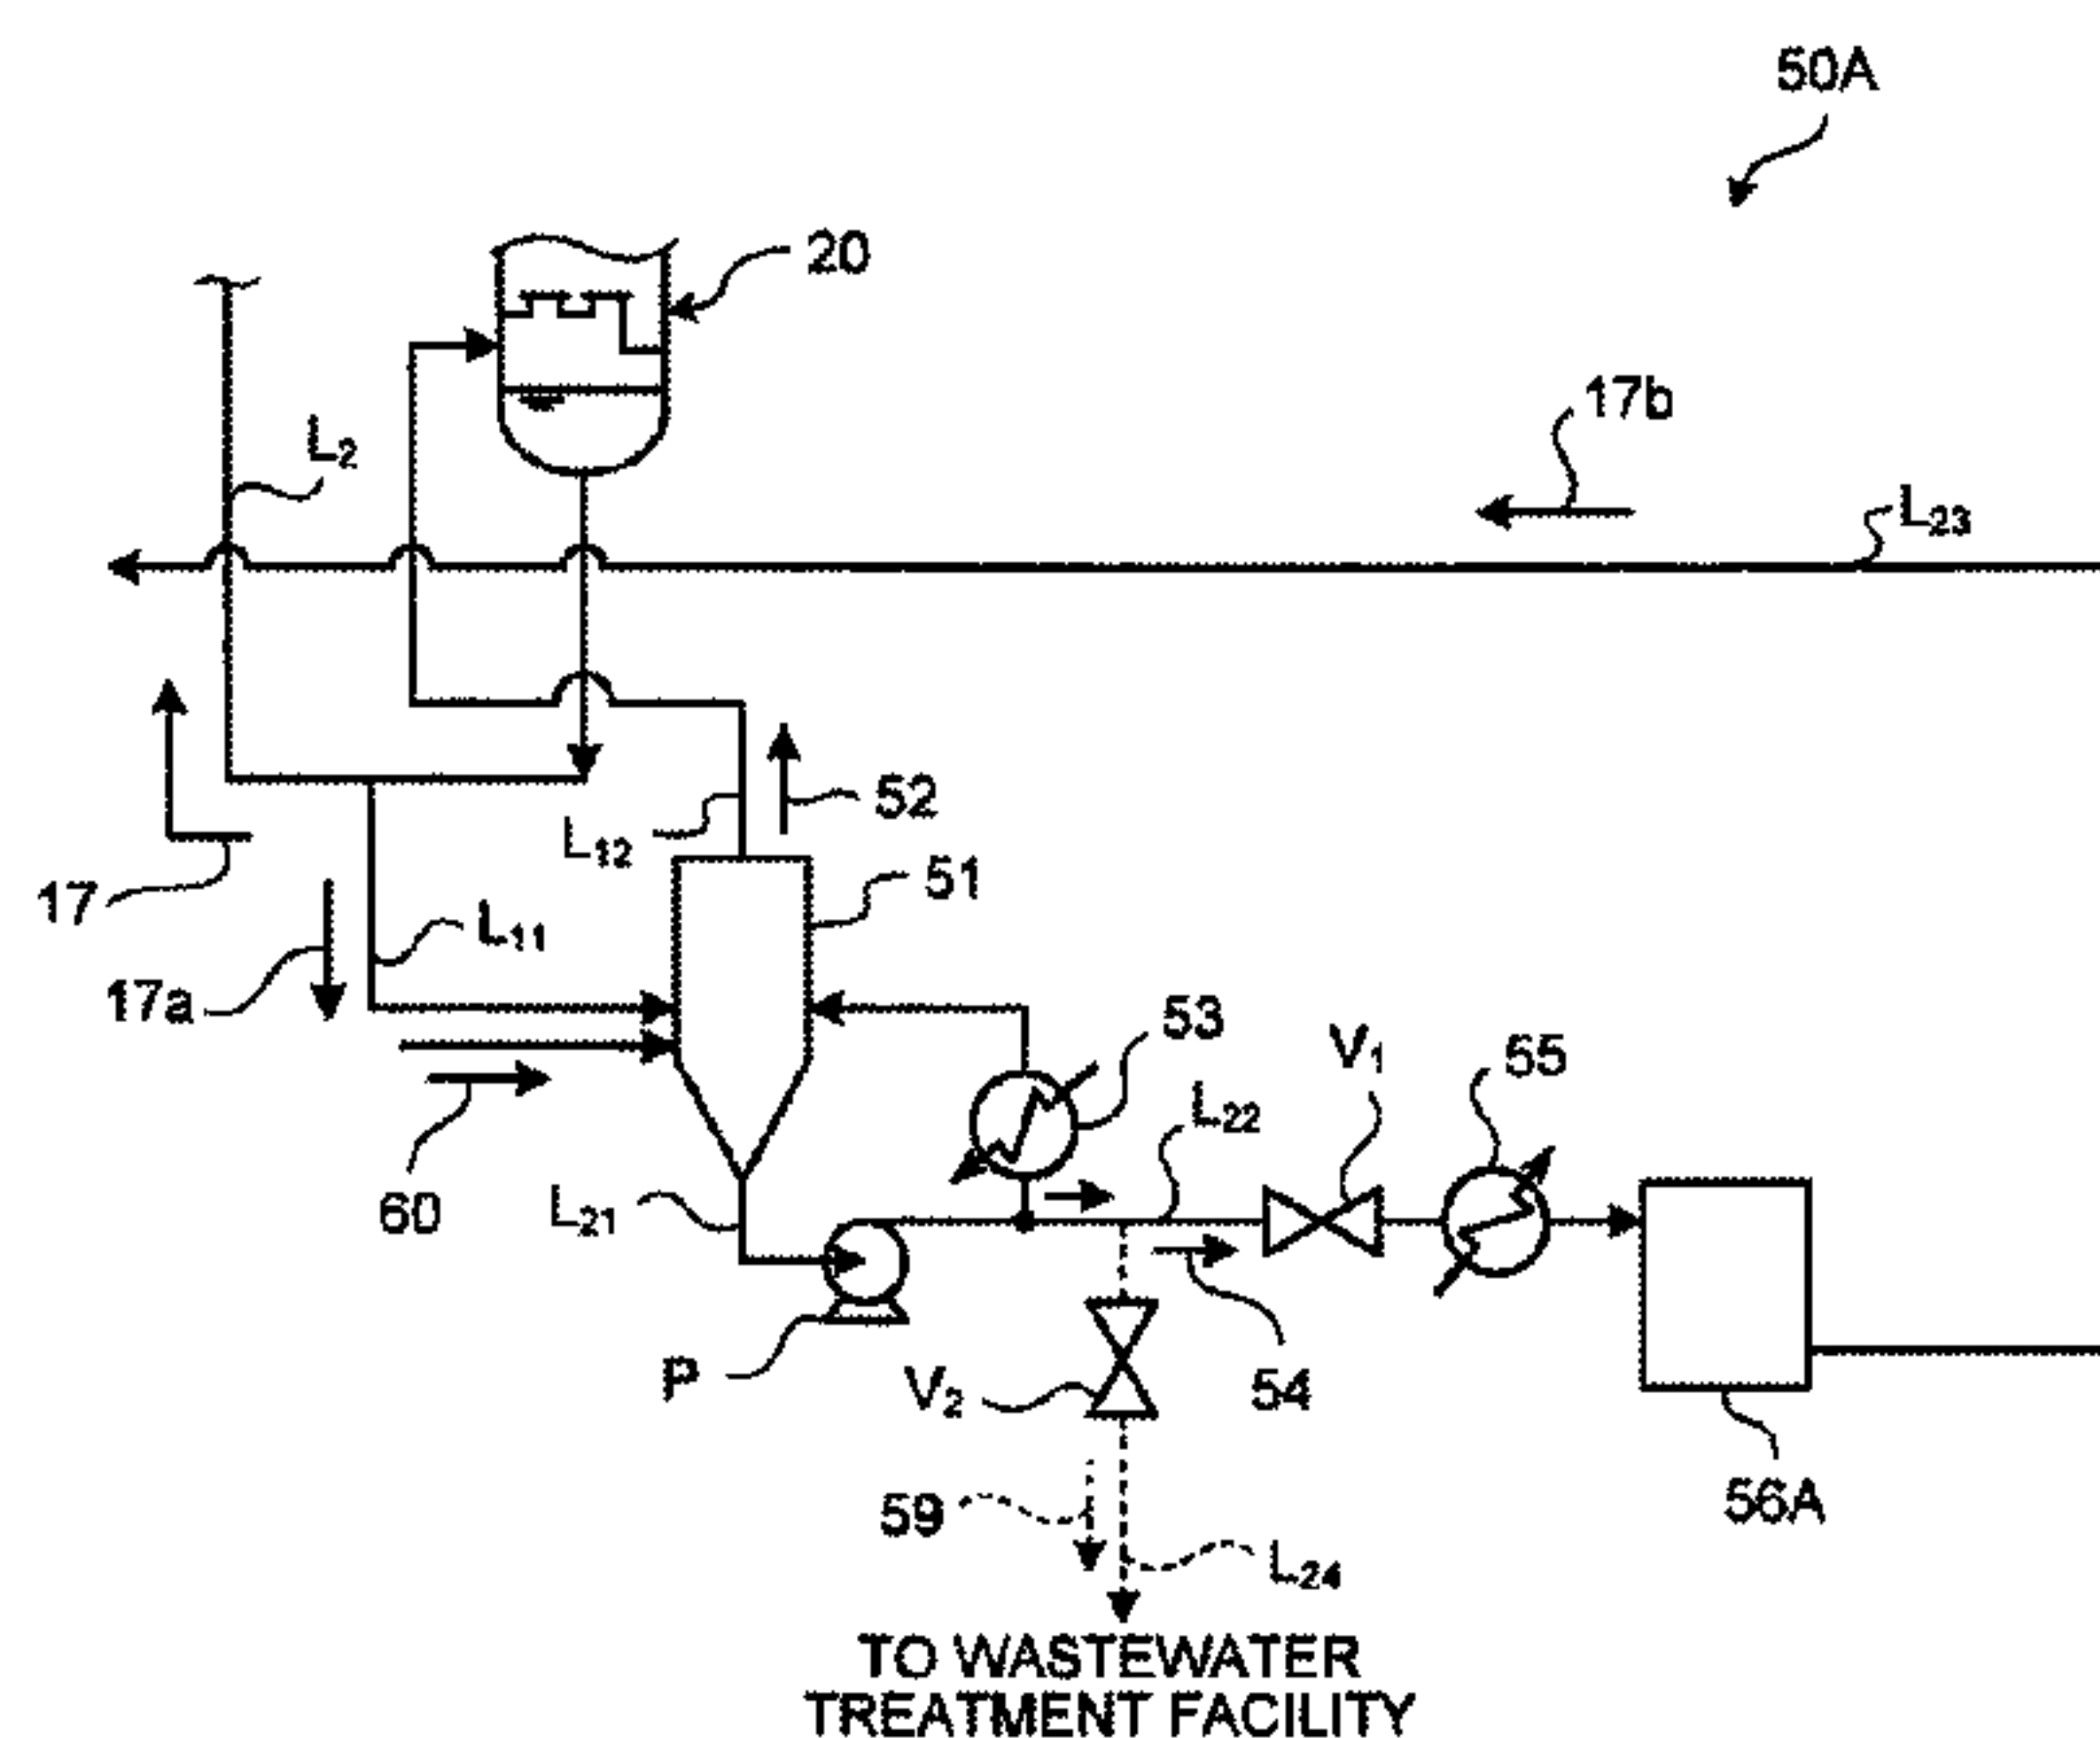 50A
20
17b
L2
L23
52
L12
51
17
L11
17a
53
V1
55
L22
60
L21
P
V2
54
56A
59
L24
TO WASTEWATER
TREATMENT FACILITY